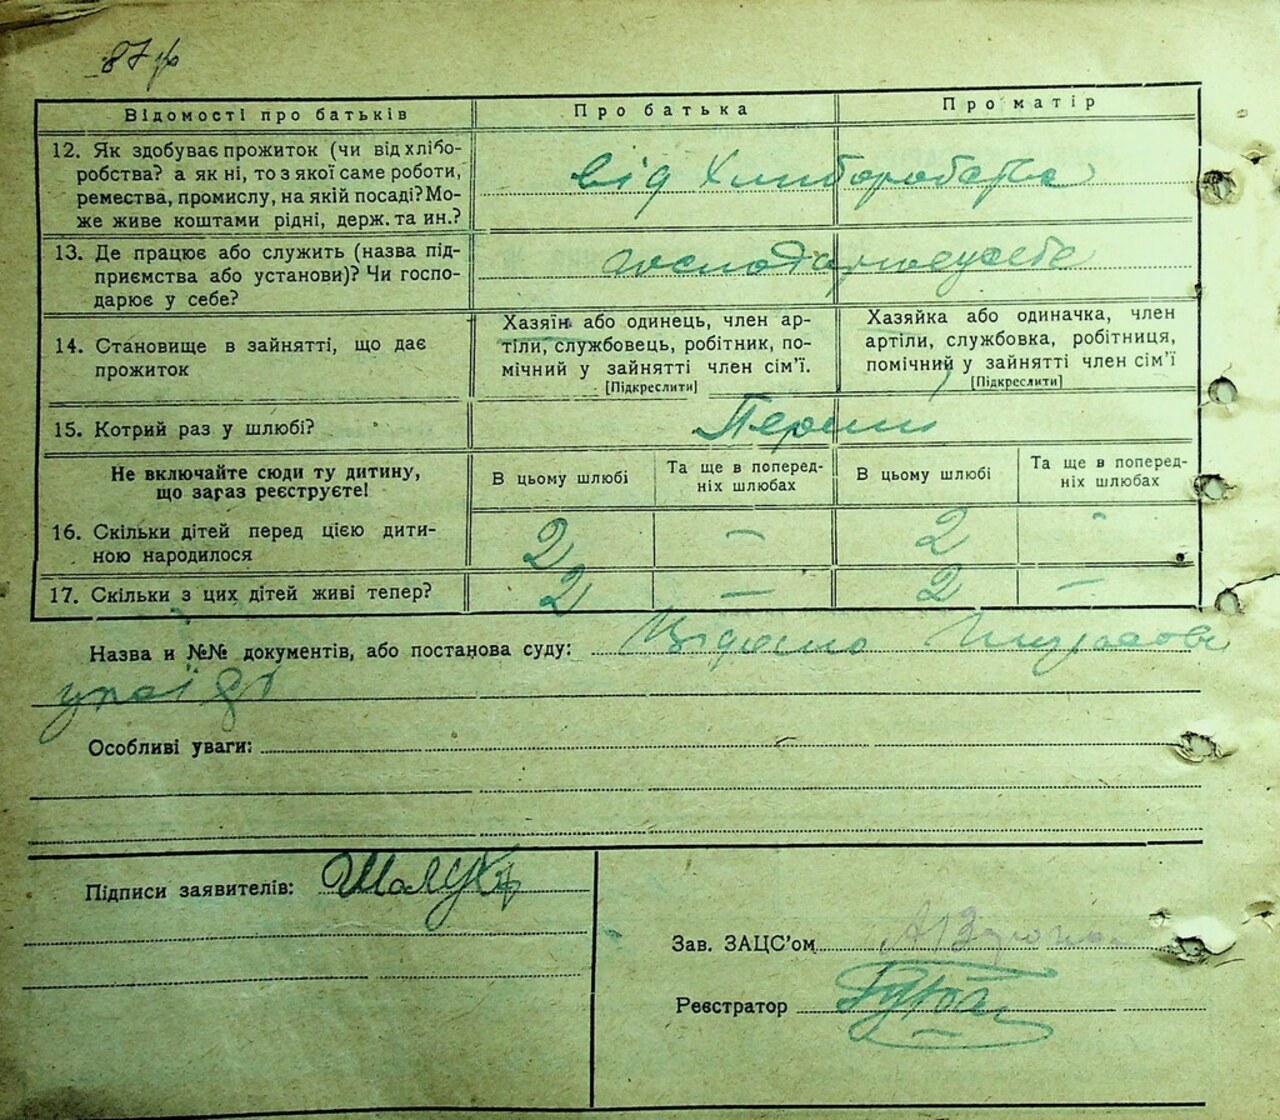 87
Відомості про батьків
Про батька
Про матір
12. Як здобуває прожиток (чи від хлібо-
робства? а як ні, то з якої саме роботи,
ремества, промислу, на якій посаді? Мо-
же живе коштами рідні, держ. та ин.?
від Хлиборобства
13. Де працює або служить (назва під-
приємства або установи)? Чи госпо-
дарює у себе?
господарює у себе
14. Становище в зайнятті, що дає
прожиток
Хазяїн або одинець, член ар-
тіли, службовець, робітник, по-
мічний у зайнятті член сім'ї.
[Підкреслити]
Хазяйка або одиначка, член
артіли, службовка, робітниця,
помічний у зайнятті член сім'ї
[Підкреслити]
15. Котрий раз у шлюбі?
Перший
Не включайте сюди ту дитину,
що зараз реєструєте!
В цьому шлюбі
Та ще в поперед-
ніх шлюбах
В цьому шлюбі
Та ще в поперед-
ніх шлюбах
16. Скільки дітей перед цією дити-
ною народилося
2 — 2 -
17. Скільки з цих дітей живі тепер?
2 — 2 —
Назва и №№ документів, або постанова суду:
Особливі уваги:
Підписи заявителів:
Зав. ЗАЦС'ом
Реєстратор